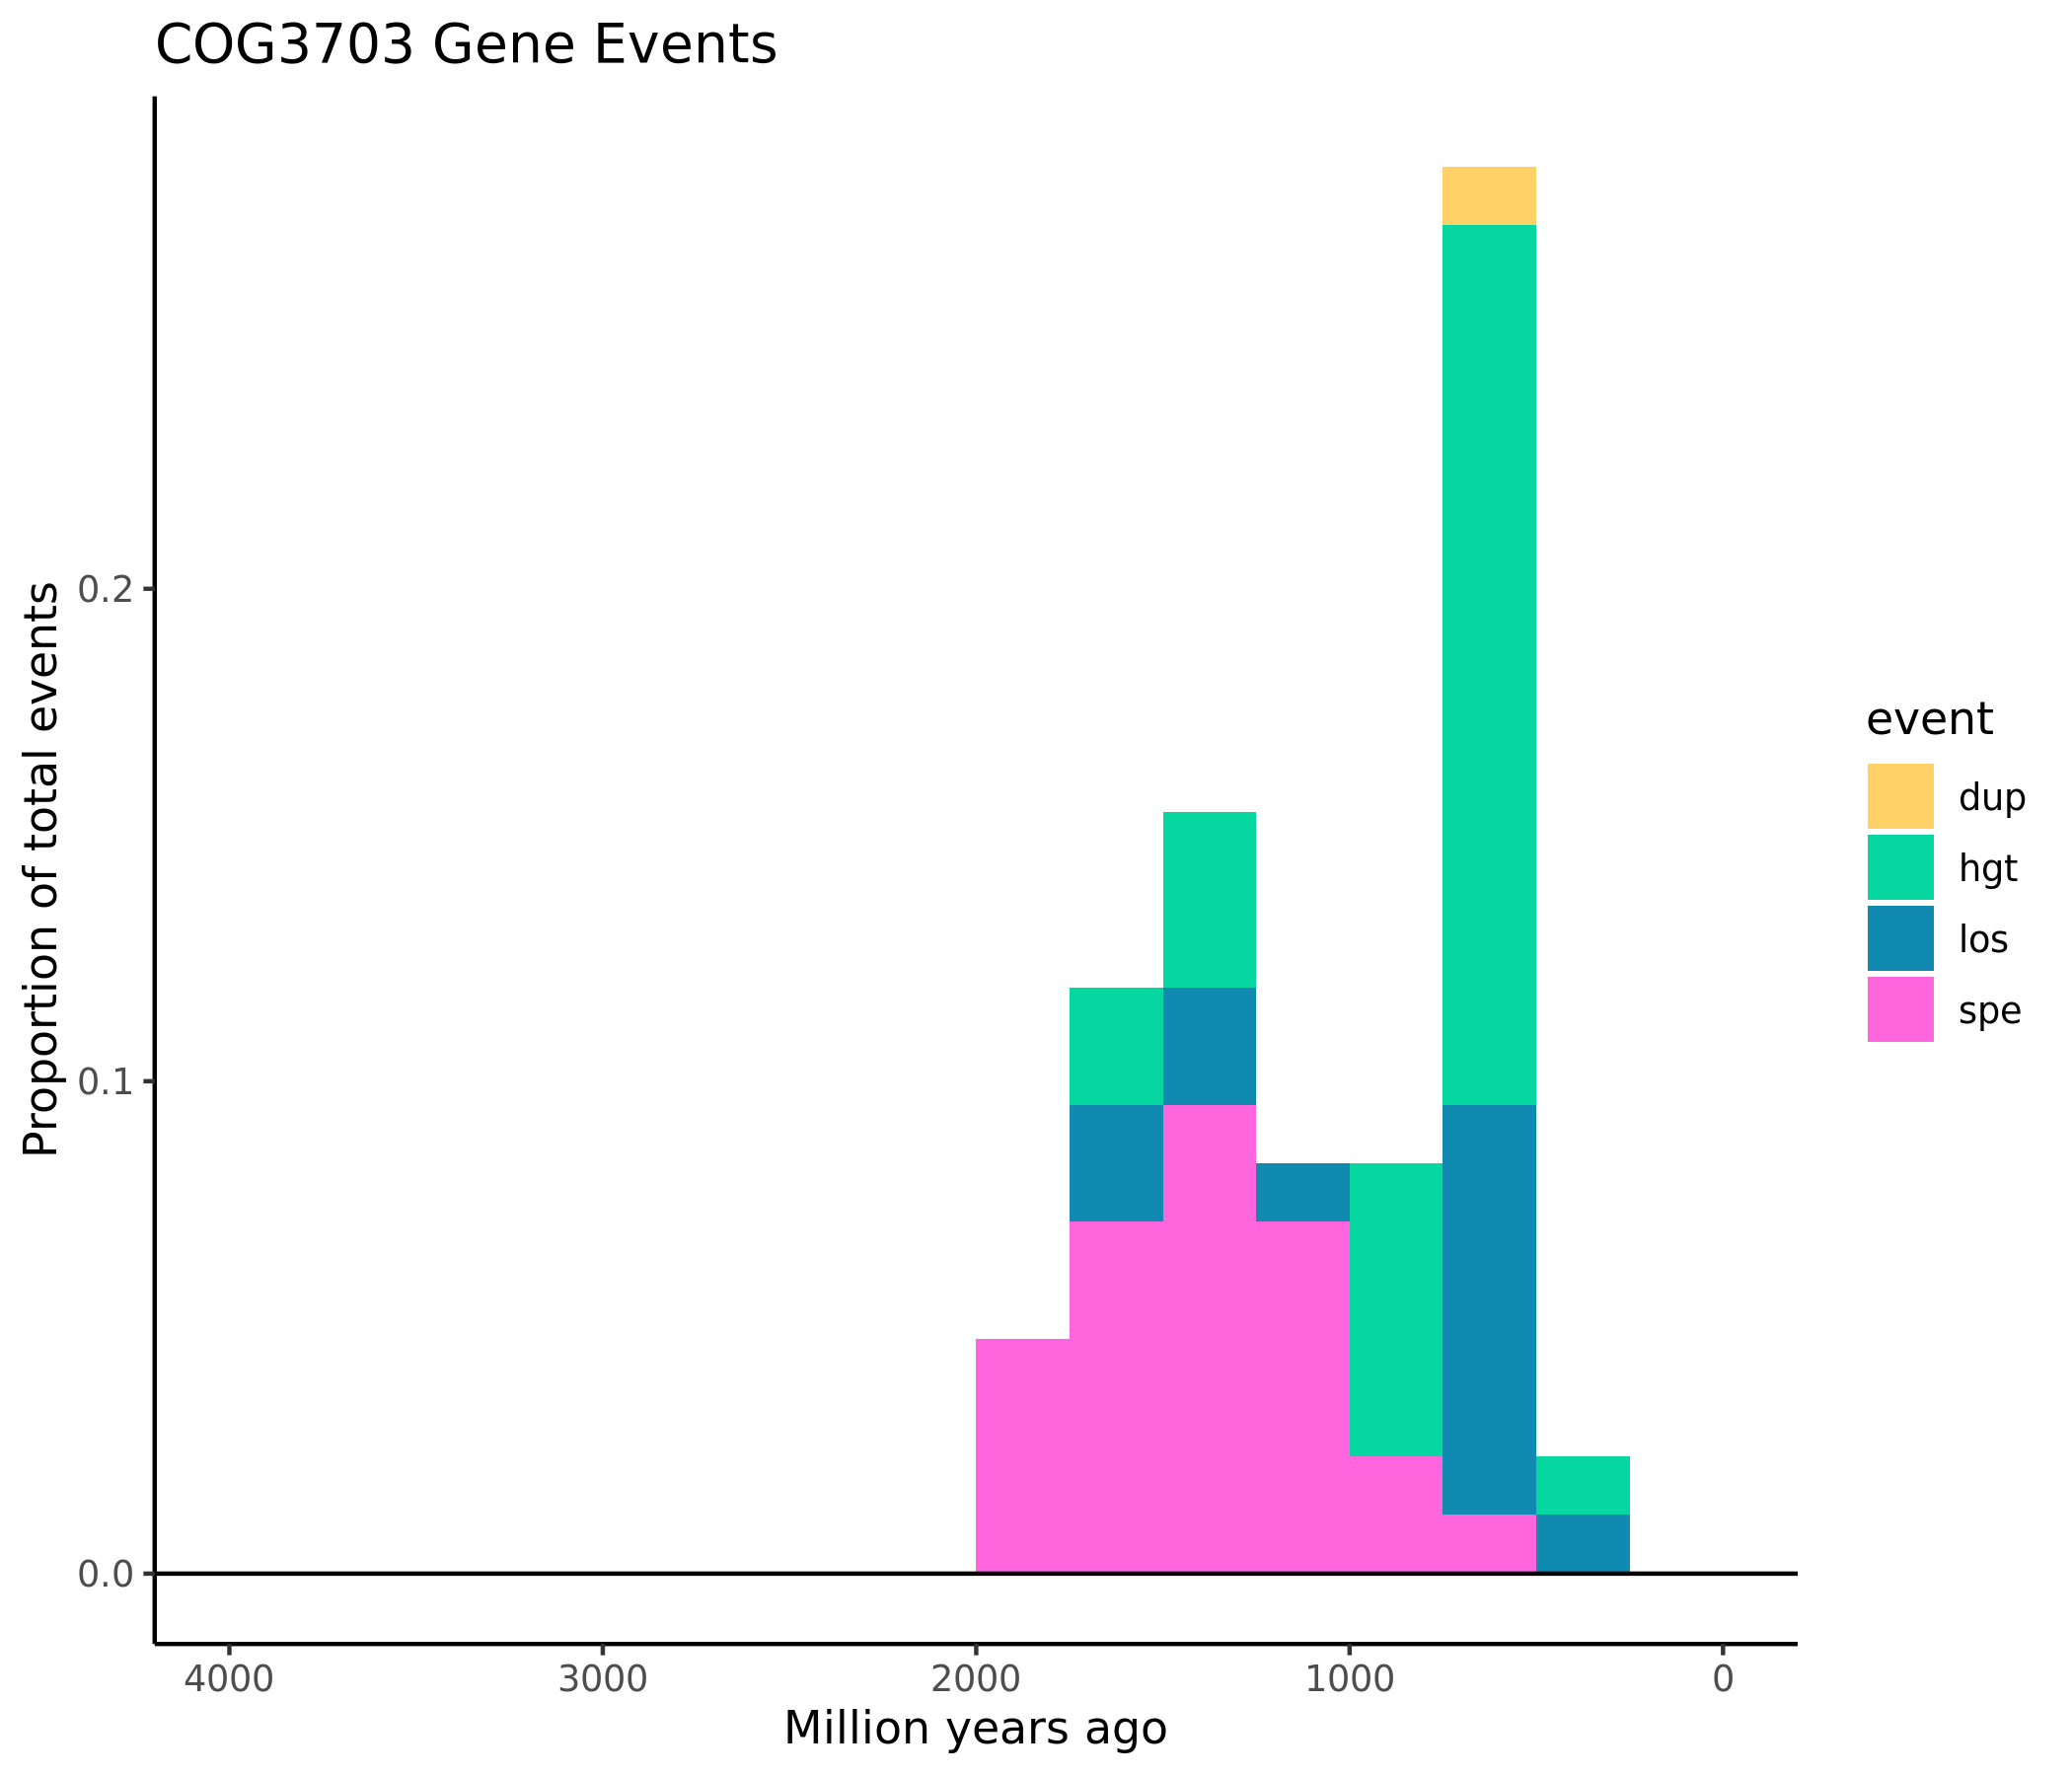 COG3703 Gene Events
Proportion of total events
0.2
0.1
0.0
4000 3000 2000 1000 0
Million years ago
event
dup
hgt
los
spe